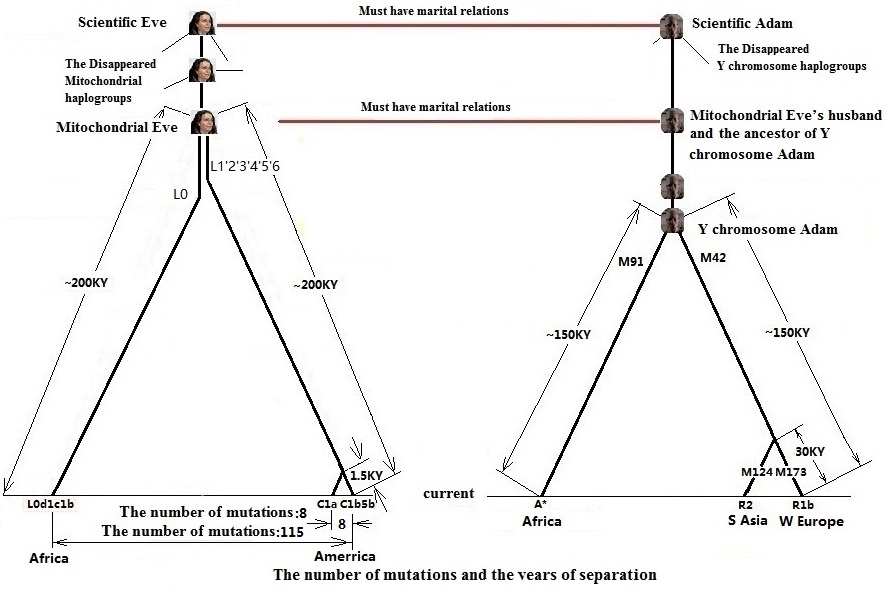 Must have marital relations
Scientific Eve
Scientific Adam
The Disappeared
Mitochondrial
haplogroups
The Disappeared
Y chromosome haplogroups
Must have marital relations
Mitochondrial Eve
Mitochondrial Eve's husband
and the ancestor of Y
chromosome Adam
L1'2'3'4'5'6
L0
Y chromosome Adam
M91
M42
~200KY
~200KY
~150KY
~150KY
30KY
1.5KY
M124
M173
current
L0d1c1b
C1a
C1b5b
A*
R2
R1b
The number of mutations:8
8
Africa
S Asia
W Europe
The number of mutations:115
Africa
Amerrica
The number of mutations and the vears of separation